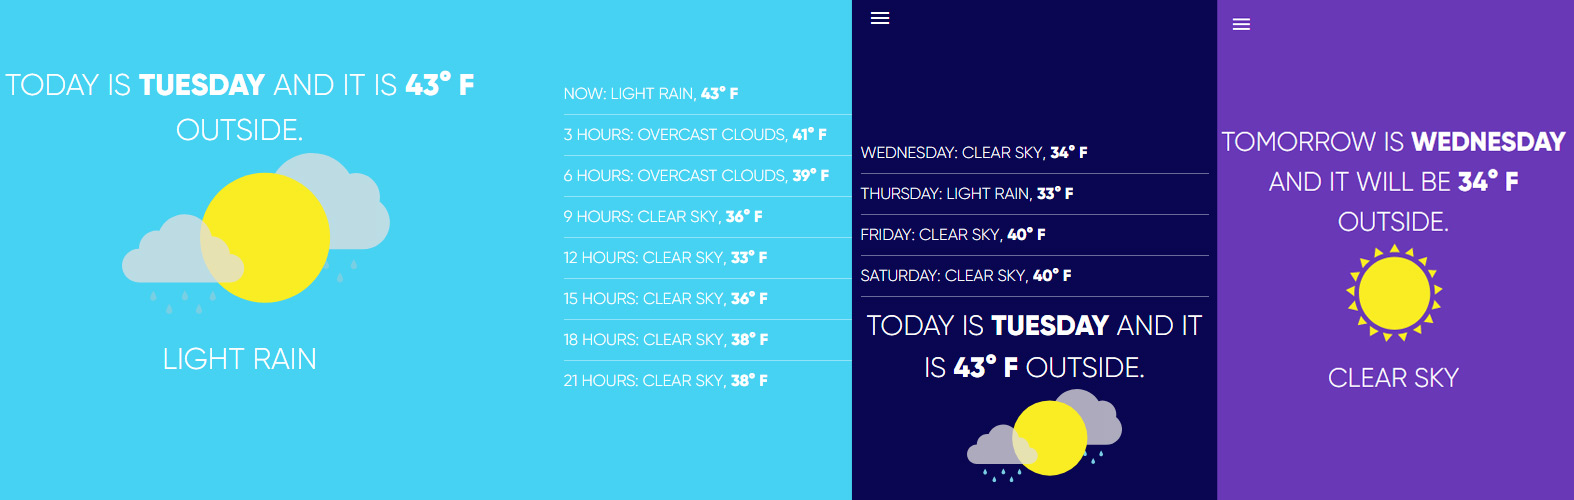 TODAY IS TUESDAY AND IT IS 43° F
OUTSIDE.
LIGHT RAIN
NOW: LIGHT RAIN, 43° F
3 HOURS: OVERCAST CLOUDS, 41° F
6 HOURS: OVERCAST CLOUDS, 39° F
9 HOURS: CLEAR SKY, 36° F
12 HOURS: CLEAR SKY, 33° F
15 HOURS: CLEAR SKY, 36° F
18 HOURS: CLEAR SKY, 38° F
21 HOURS: CLEAR SKY, 38° F
WEDNESDAY: CLEAR SKY, 34° F
THURSDAY: LIGHT RAIN, 33° F
FRIDAY: CLEAR SKY, 40° F
SATURDAY: CLEAR SKY, 40° F
TODAY IS TUESDAY AND IT
IS 43° F OUTSIDE.
TOMORROW IS WEDNESDAY
AND IT WILL BE 34° F
OUTSIDE.
CLEAR SKY